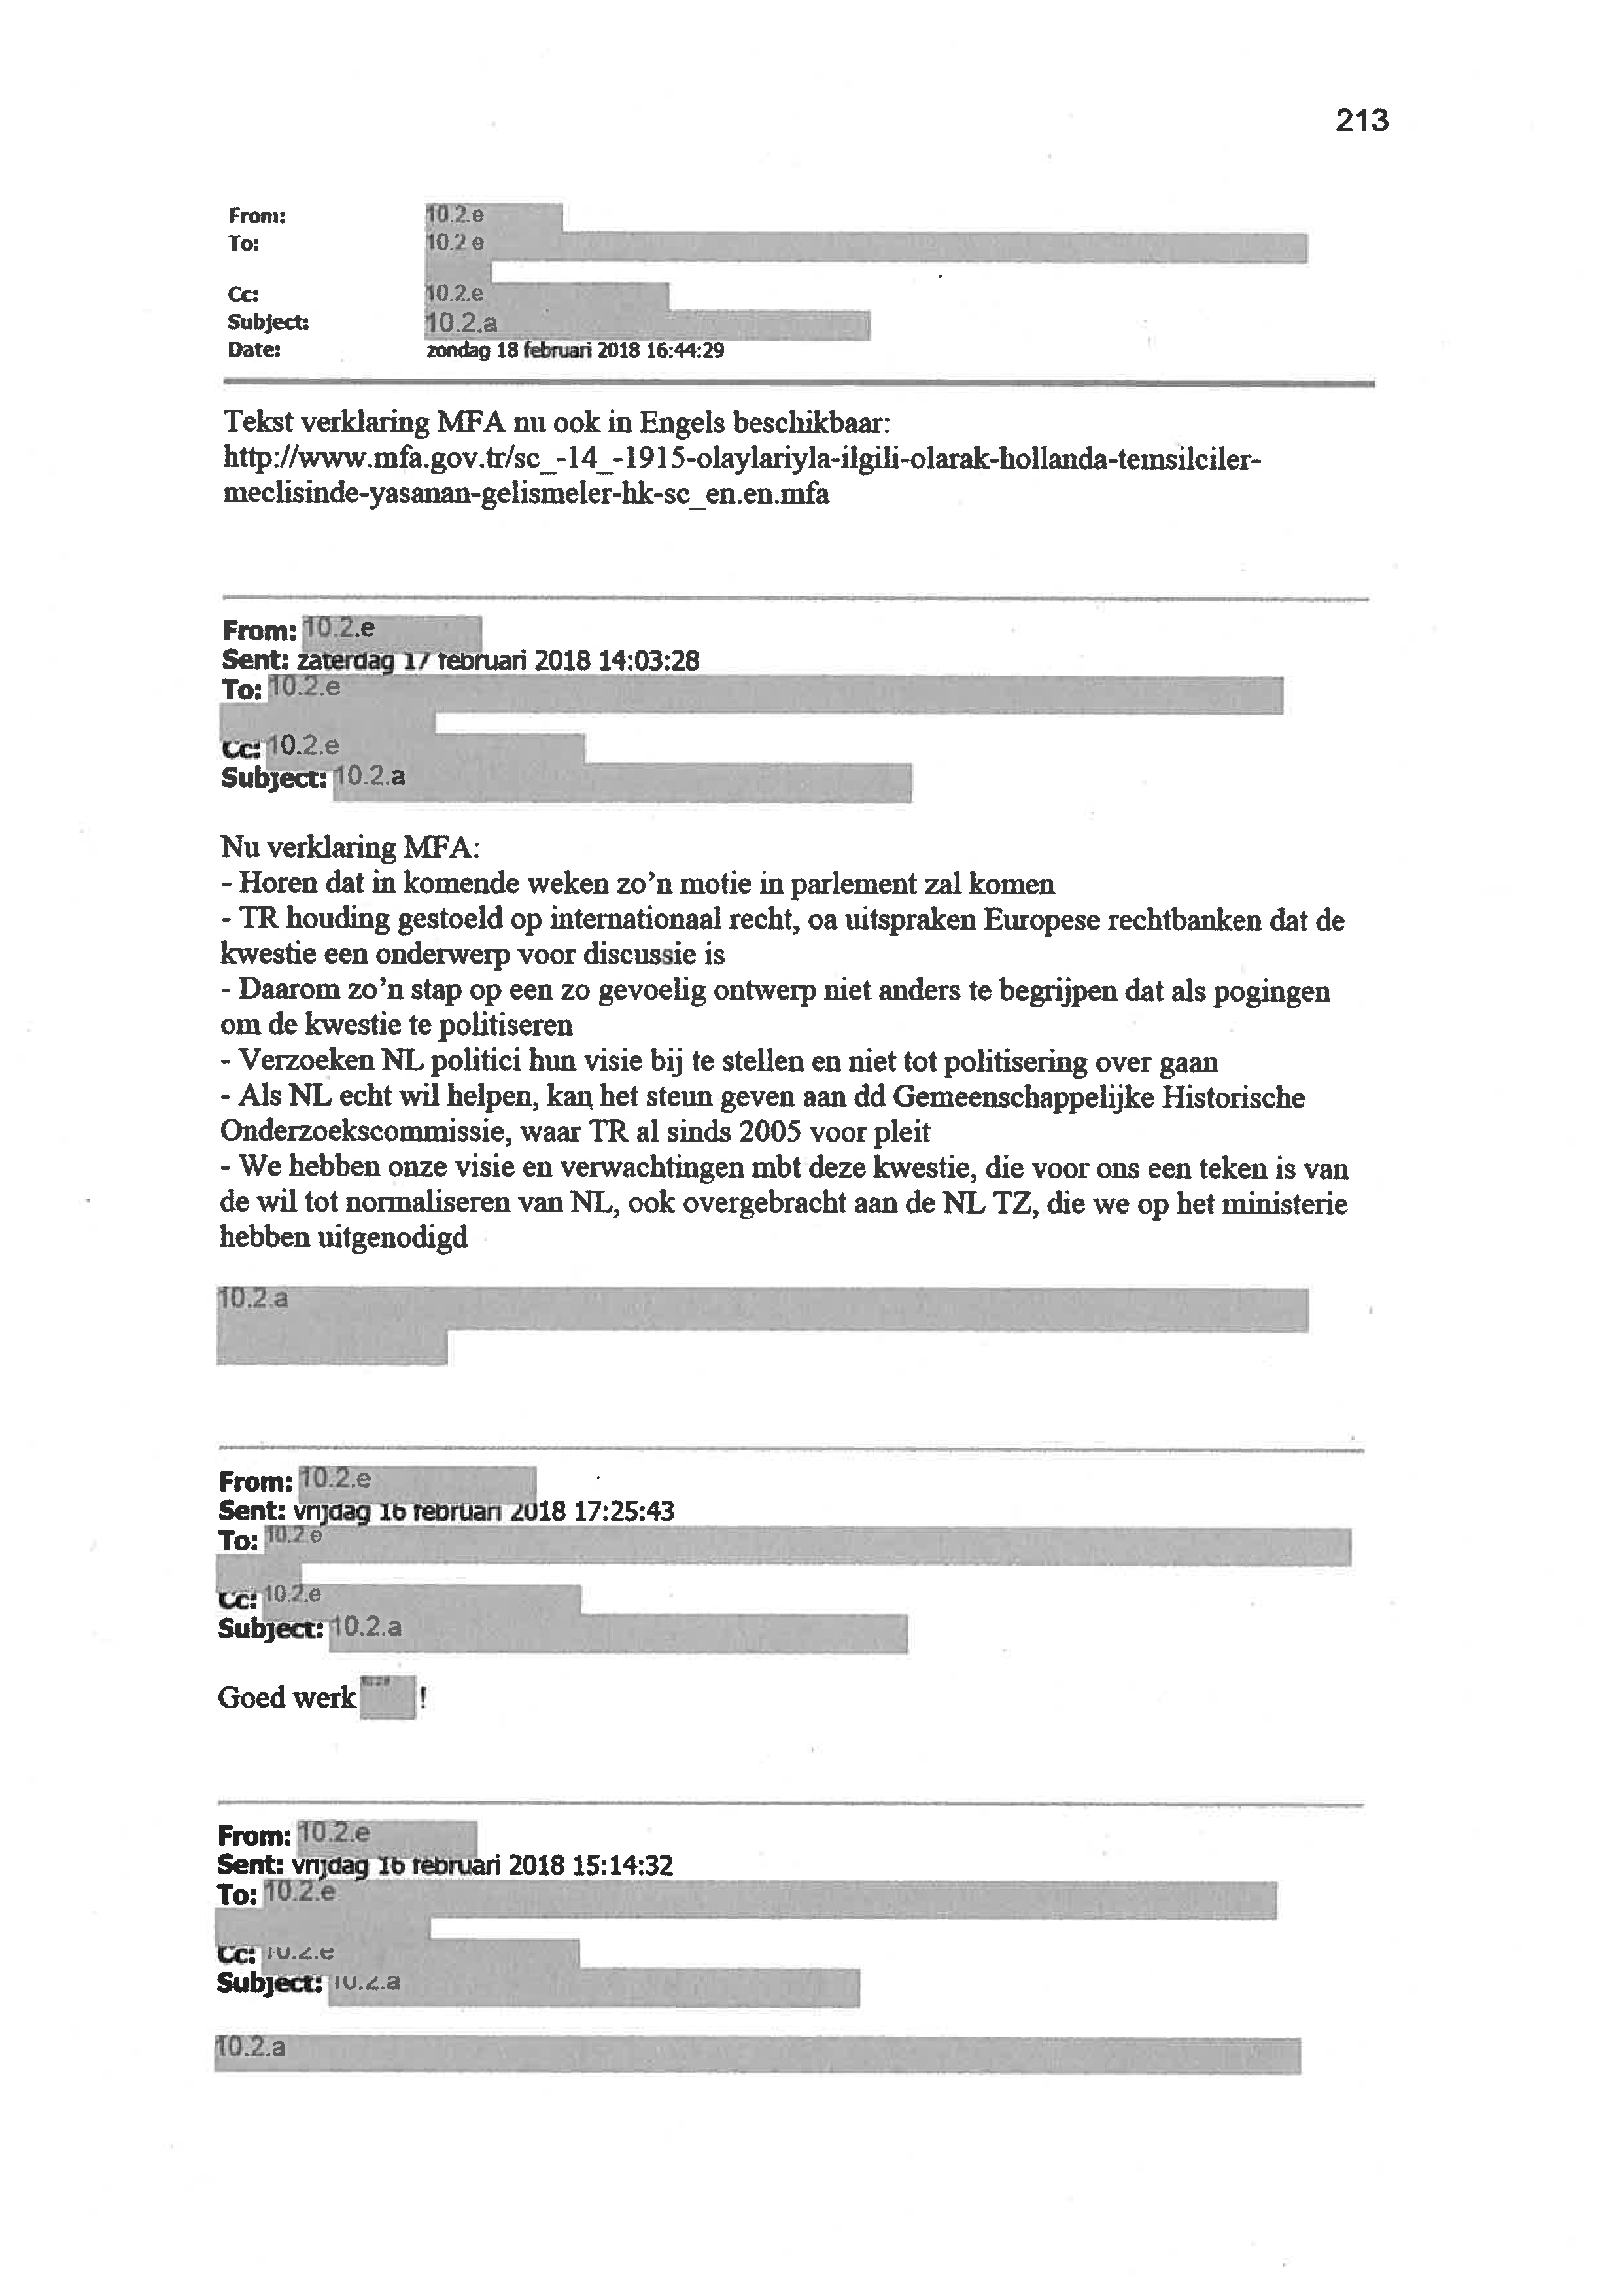 213
From: 10.2.e
To: 10.2 e
Cc: 10.2.e
Subject: 10.2.a
Date: zondag 18 februari 2018 16:44:29
Tekst verklaring MFA nu ook in Engels beschikbaar:
http://www.mfa.gov.tr/sc_-14_-1915-olaylariyla-ilgili-olarak-hollanda-temsilciler-
meclisinde-yasanan-gelismeler-hk-sc_en.en.mfa
From: 10.2.e
Sent: zaterdag 17 februari 2018 14:03:28
To: 10.2.e
Cc: 10.2.e
Subject: 10.2.a
Nu verklaring MFA:
- Horen dat in komende weken zo'n motie in parlement zal komen
- TR houding gestoeld op internationaal recht, oa uitspraken Europese rechtbanken dat de
kwestie een onderwerp voor discussie is
- Daarom zo'n stap op een zo gevoelig ontwerp niet anders te begrijpen dat als pogingen
om de kwestie te politiseren
- Verzoeken NL politici hun visie bij te stellen en niet tot politisering over gaan
- Als NL echt wil helpen, kan het steun geven aan dd Gemeenschappelijke Historische
Onderzoekscommissie, waar TR al sinds 2005 voor pleit
- We hebben onze visie en verwachtingen mbt deze kwestie, die voor ons een teken is van
de wil tot normaliseren van NL, ook overgebracht aan de NL TZ, die we op het ministerie
hebben uitgenodigd
10.2.a
From: 10.2.e
Sent: vrijdag 16 februari 2018 17:25:43
To: 10.2 e
Cc: 10.2.e
Subject: 10.2.a
Goed werk !
From: 10.2.e
Sent: vrijdag 16 februari 2018 15:14:32
To: 10.2.e
Cc: 10.2.e
Subject: 10.2.a
10.2.a